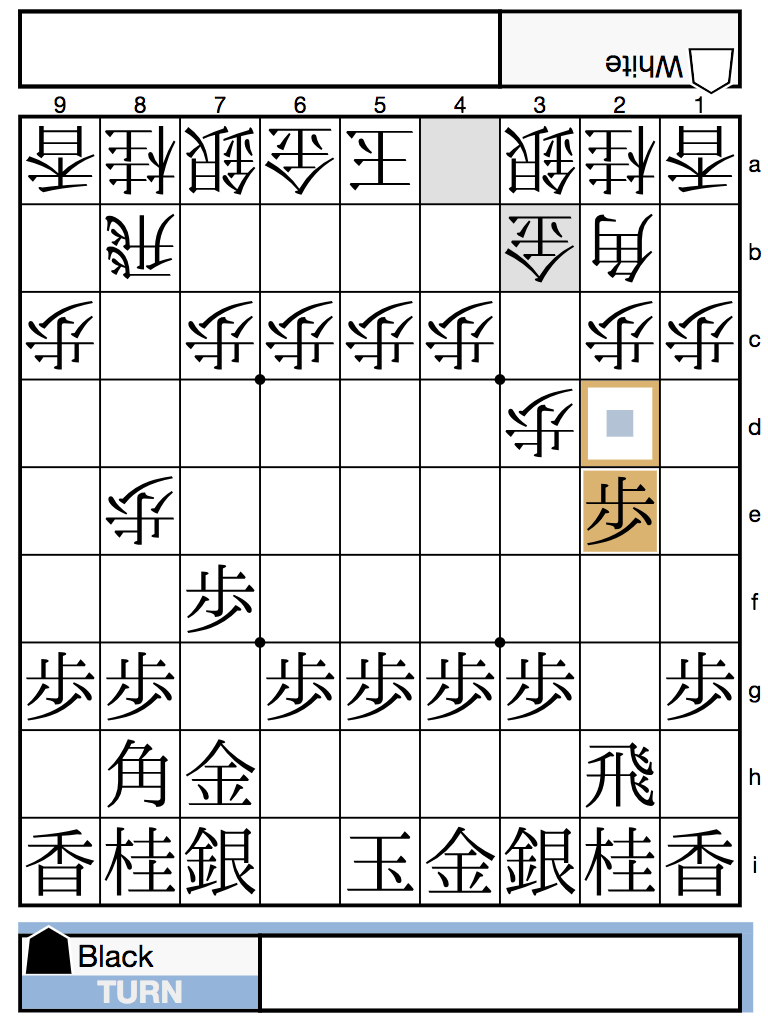 White
9 8 7 6 5 4 3 2 1
香 桂 銀 金 玉 銀 桂 香 a
飛 金 角 b
歩 歩 歩 歩 歩 歩 歩 c
歩 d
歩 歩 e
歩 f
歩 歩 歩 歩 歩 歩 歩 g
角 金 飛 h
香 桂 銀 玉 金 銀 桂 香 i
Black
TURN